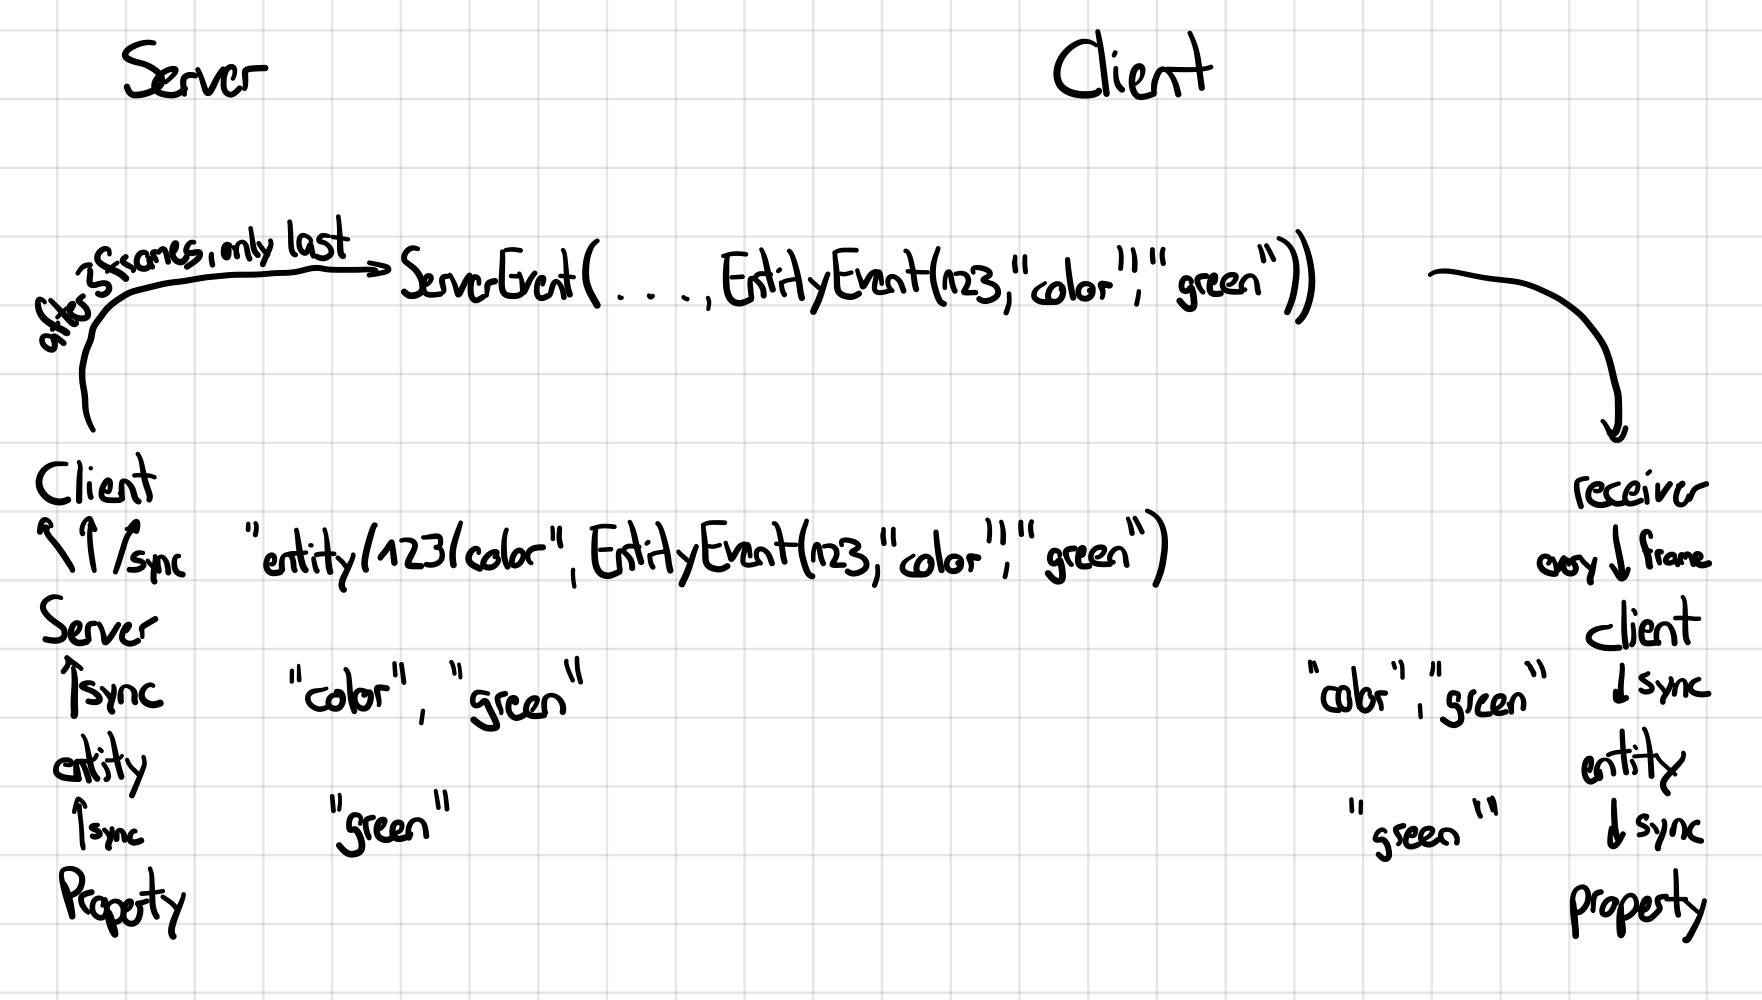 Server
Client
after 3 frames, only last
ServerEvent(...., EntityEvent(123,"color","green"))
Client
sync
"entity/123/color", EntityEvent(123,"color","green")
Server
sync
"color", "green"
entity
sync
"green"
Property
receiver
every frame
client
"color","green"
sync
entity
"green"
sync
property